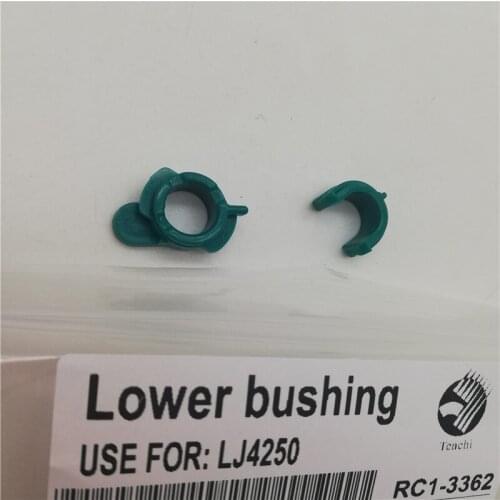 Lower bushing
Tenchi
USE FOR: LJ4250
RC1-3362